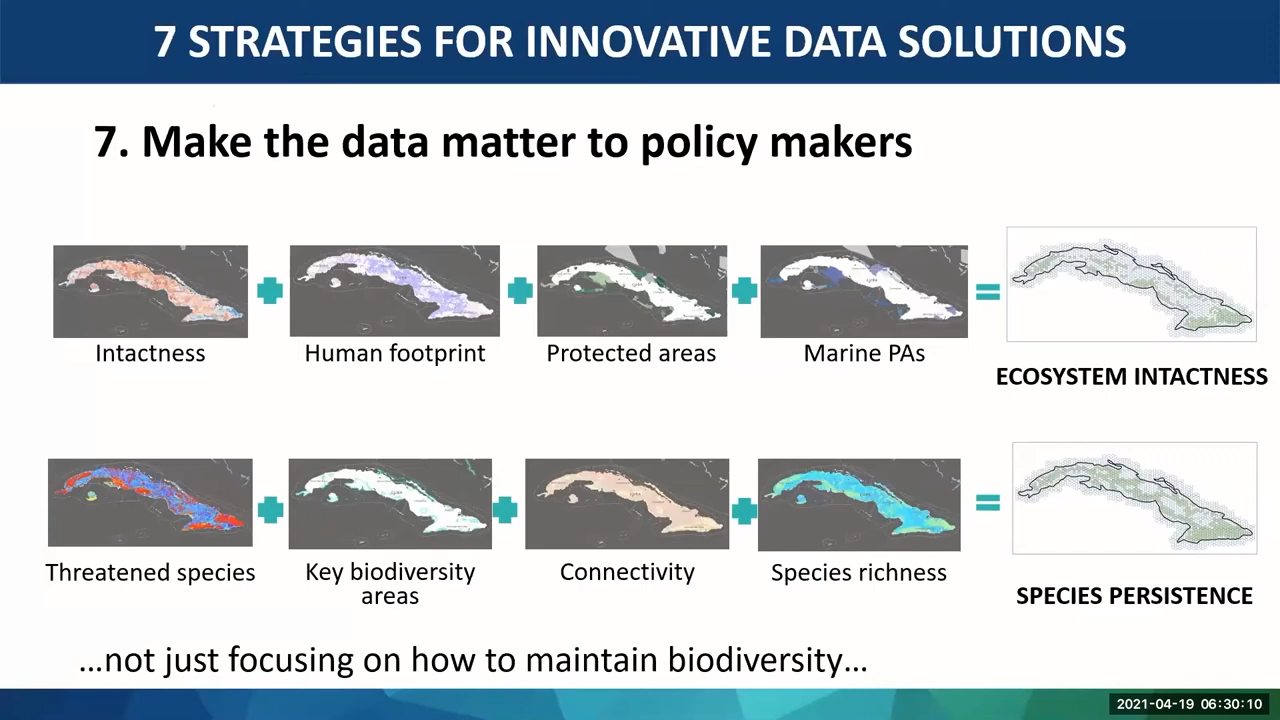 7 STRATEGIES FOR INNOVATIVE DATA SOLUTIONS
7. Make the data matter to policy makers
Intactness
Human footprint
Protected areas
Marine PAs
ECOSYSTEM INTACTNESS
Threatened species
Key biodiversity
areas
Connectivity
Species richness
SPECIES PERSISTENCE
...not just focusing on how to maintain biodiversity...
2021-04-19 06:30:10